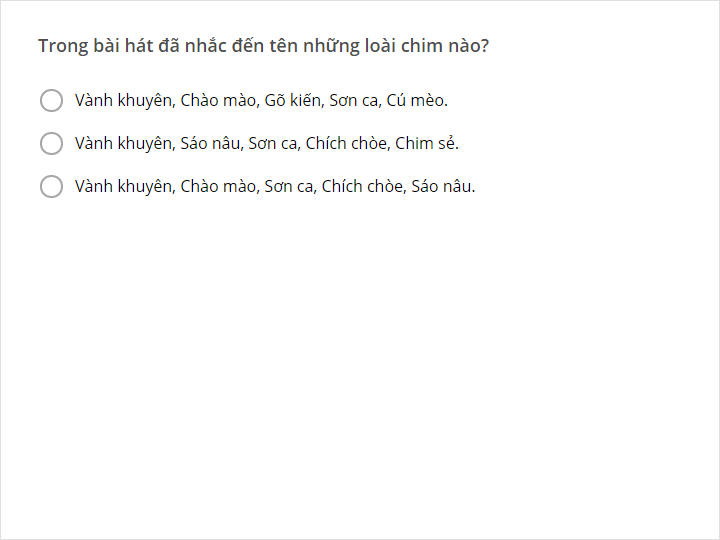 Trong bài hát đã nhắc đến tên những loài chim nào?
Vành khuyên, Chào mào, Gõ kiến, Sơn ca, Cú mèo.
Vành khuyên, Sáo nâu, Sơn ca, Chích chòe, Chim sẻ.
Vành khuyên, Chào mào, Sơn ca, Chích chòe, Sáo nâu.